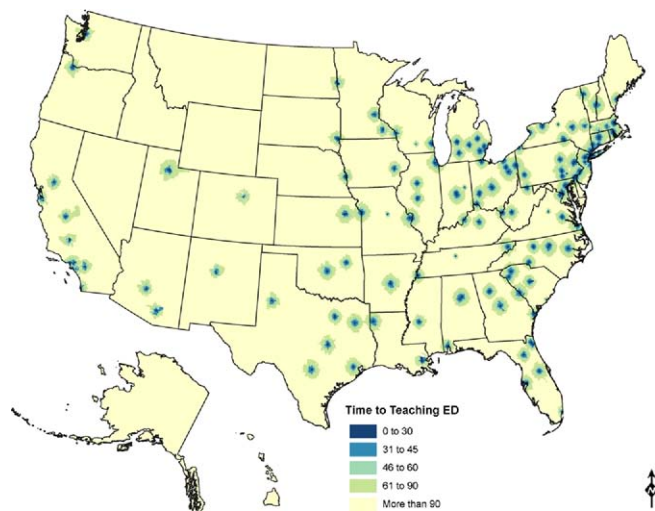 Time to Teaching ED
0 to 30
31 to 45
46 to 60
61 to 90
More than 90